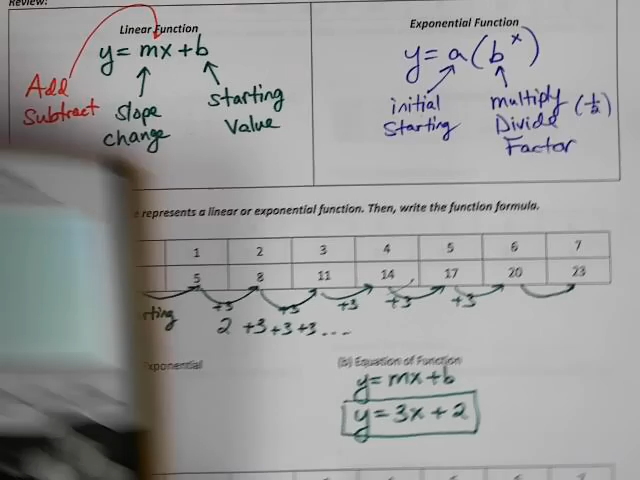 Review:
Linear Function
y = mx + b
Add
Subtract
Slope
change
Starting
Value
Exponential Function
y = a(b^x)
initial
Starting
multiply
Divide (1/2)
Factor
represents a linear or exponential function. Then, write the function formula.
1 2 3 4 5 6 7
5 8 11 14 17 20 23
+3 +3 +3 +3 +3
2 +3+3+3....
Exponential
(b) Equation of Function
y = mx + b
y = 3x + 2